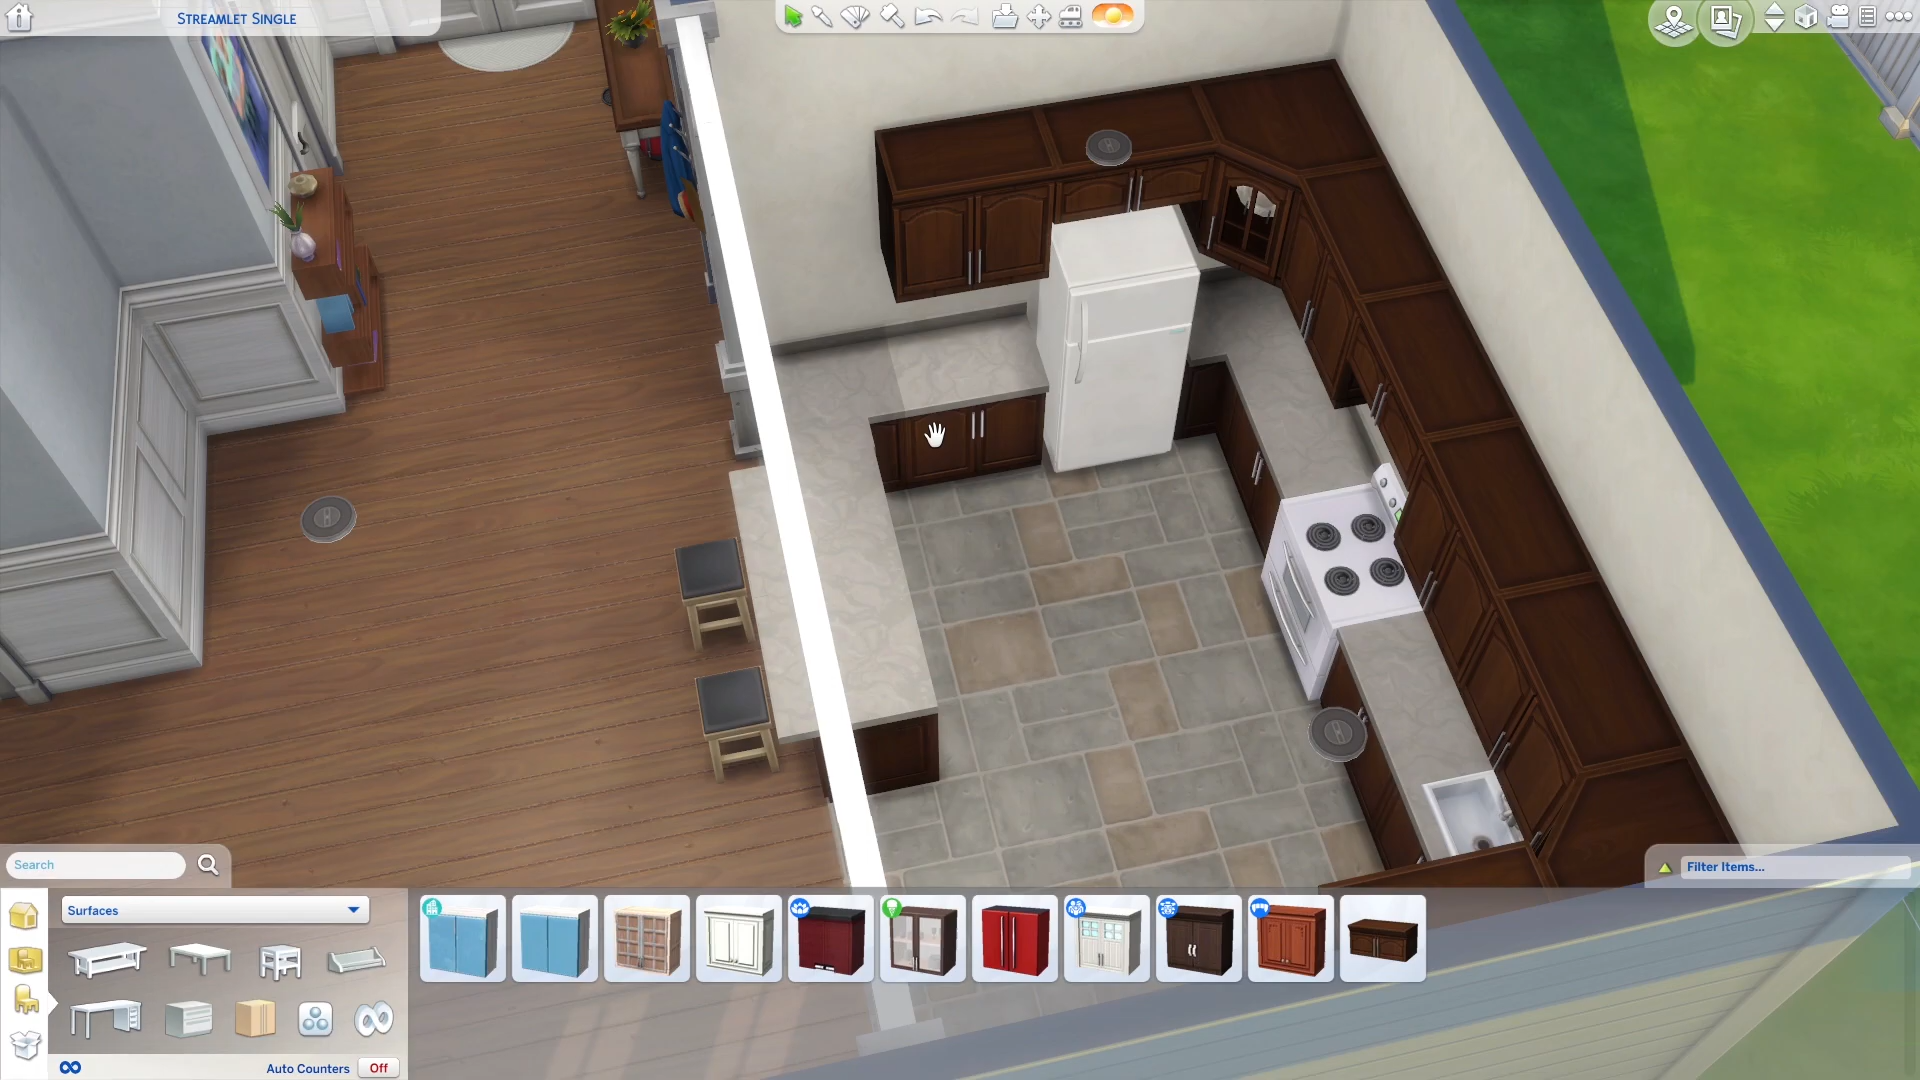 STREAMLET SINGLE
Search
Filter Items...
Surfaces
Auto Counters
Off